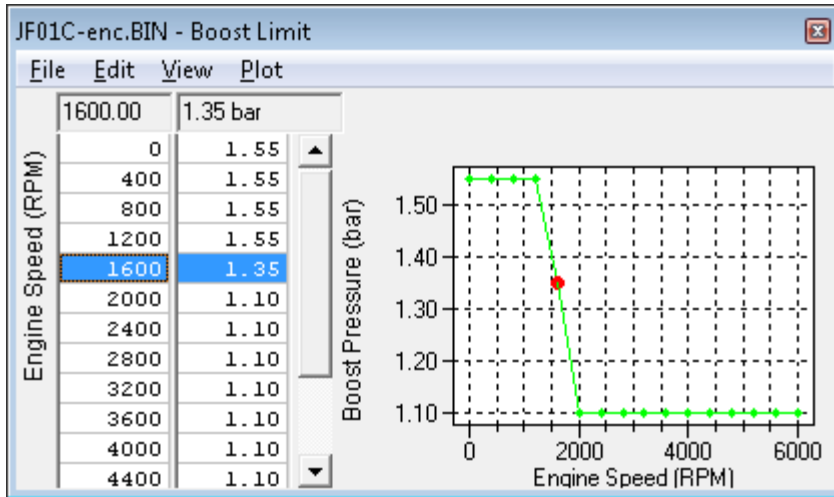 JF01C-enc.BIN - Boost Limit
File Edit View Plot
1600.00 1.35 bar
Engine Speed (RPM)
0 1.55
400 1.55
800 1.55
1200 1.55
1600 1.35
2000 1.10
2400 1.10
2800 1.10
3200 1.10
3600 1.10
4000 1.10
4400 1.10
Boost Pressure (bar)
1.50
1.40
1.30
1.20
1.10
0 2000 4000 6000
Engine Speed (RPM)